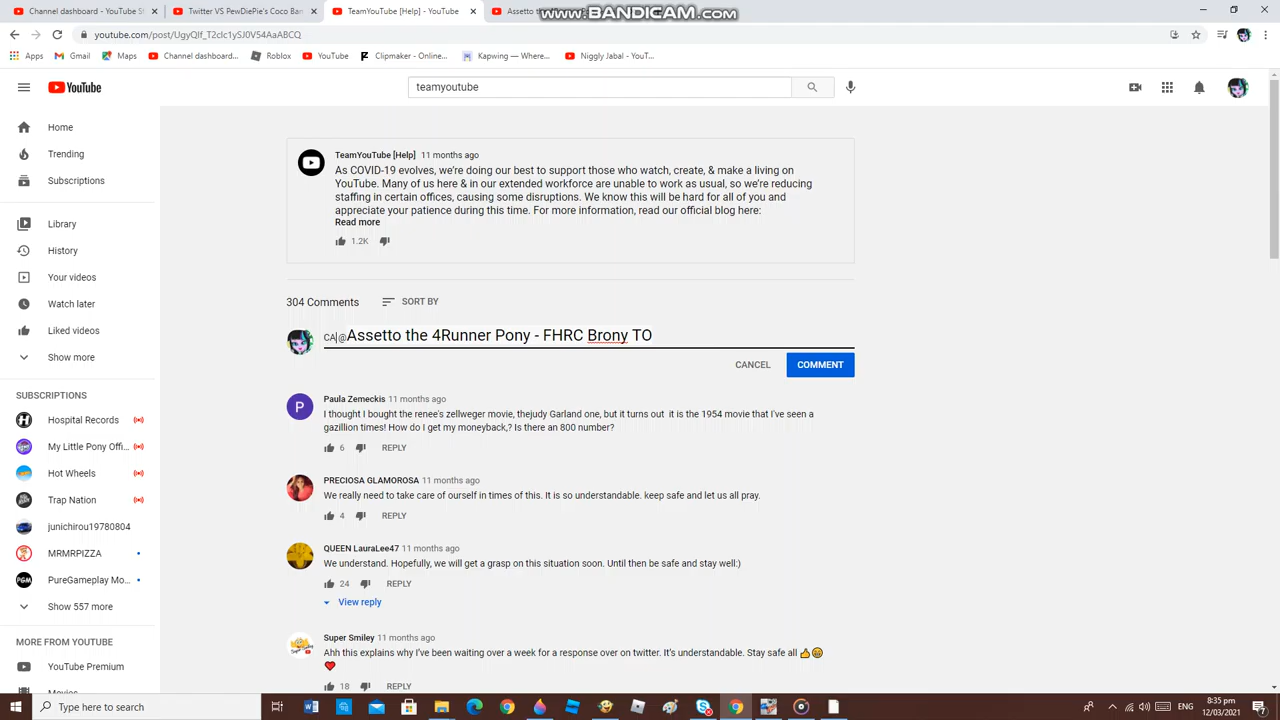 Channel dashboard - YouTube St
Twitter VS PewDiePie's Coco Ban
TeamYouTube [Help] - YouTube
Assetto
www.BANDICAM.com
youtube.com/post/UgyQlf_T2cIc1ySJ0V54AaABCQ
Apps
Gmail
Maps
Channel dashboard...
Roblox
YouTube
Clipmaker - Online...
Kapwing — Where...
Niggly Jabal - YouT...
YouTube
teamyoutube
Home
Trending
Subscriptions
Library
History
Your videos
Watch later
Liked videos
Show more
SUBSCRIPTIONS
Hospital Records
My Little Pony Offi...
Hot Wheels
Trap Nation
junichirou19780804
MRMRPIZZA
PureGameplay Mo...
Show 557 more
MORE FROM YOUTUBE
YouTube Premium
Movies
TeamYouTube [Help] 11 months ago
As COVID-19 evolves, we're doing our best to support those who watch, create, & make a living on
YouTube. Many of us here & in our extended workforce are unable to work as usual, so we're reducing
staffing in certain offices, causing some disruptions. We know this will be hard for all of you and
appreciate your patience during this time. For more information, read our official blog here:
Read more
1.2K
304 Comments
SORT BY
CA@Assetto the 4Runner Pony - FHRC Brony TO
CANCEL
COMMENT
Paula Zemeckis 11 months ago
I thought I bought the renee's zellweger movie, thejudy Garland one, but it turns out it is the 1954 movie that I've seen a
gazillion times! How do I get my moneyback,? Is there an 800 number?
6 REPLY
PRECIOSA GLAMOROSA 11 months ago
We really need to take care of ourself in times of this. It is so understandable. keep safe and let us all pray.
4 REPLY
QUEEN LauraLee47 11 months ago
We understand. Hopefully, we will get a grasp on this situation soon. Until then be safe and stay well:)
24 REPLY
View reply
Super Smiley 11 months ago
Ahh this explains why I've been waiting over a week for a response over on twitter. It's understandable. Stay safe all 👍😁
❤️
18 REPLY
Type here to search
ENG
8:35 pm
12/03/2021